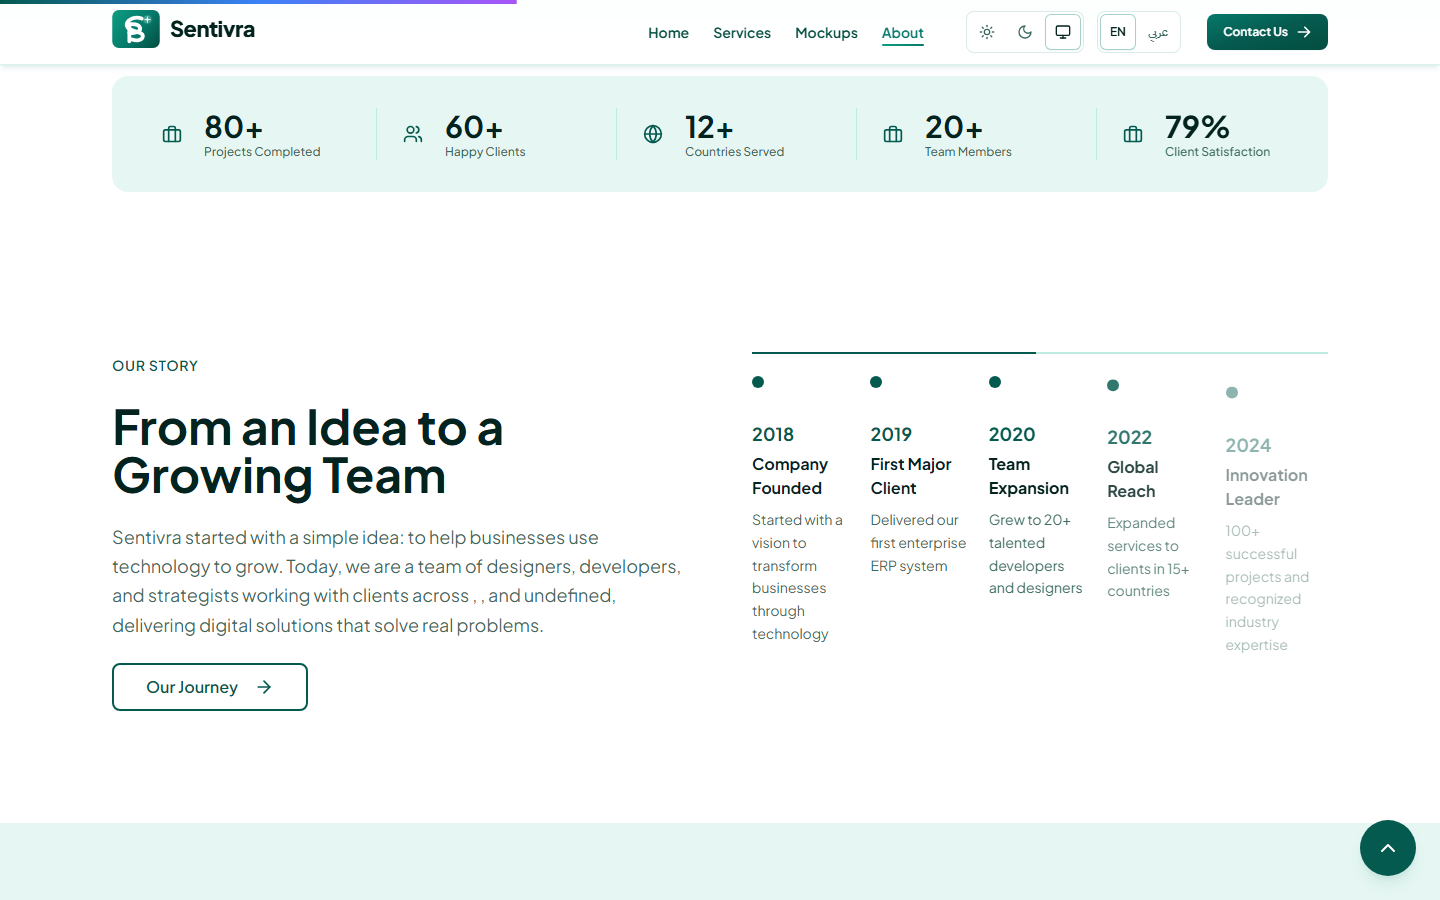 Sentivra
Home
Services
Mockups
About
EN
عربي
Contact Us
80+
Projects Completed
60+
Happy Clients
12+
Countries Served
20+
Team Members
79%
Client Satisfaction
OUR STORY
From an Idea to a
Growing Team
Sentivra started with a simple idea: to help businesses use
technology to grow. Today, we are a team of designers, developers,
and strategists working with clients across , , and undefined,
delivering digital solutions that solve real problems.
Our Journey
2018
Company
Founded
Started with a
vision to
transform
businesses
through
technology
2019
First Major
Client
Delivered our
first enterprise
ERP system
2020
Team
Expansion
Grew to 20+
talented
developers
and designers
2022
Global
Reach
Expanded
services to
clients in 15+
countries
2024
Innovation
Leader
100+
successful
projects and
recognized
industry
expertise